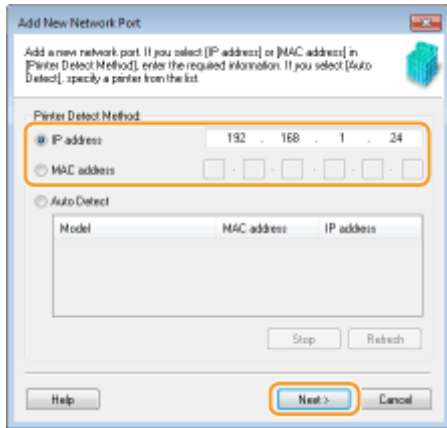 Add New Network Port
Add a new network port. If you select [IP address] or [MAC address] in
[Printer Detect Method], enter the required information. If you select [Auto
Detect], specify a printer from the list.
Printer Detect Method:
IP address 192 . 168 . 1 . 24
MAC address - - - - -
Auto Detect
Model MAC address IP address
Stop Refresh
Help Next > Cancel